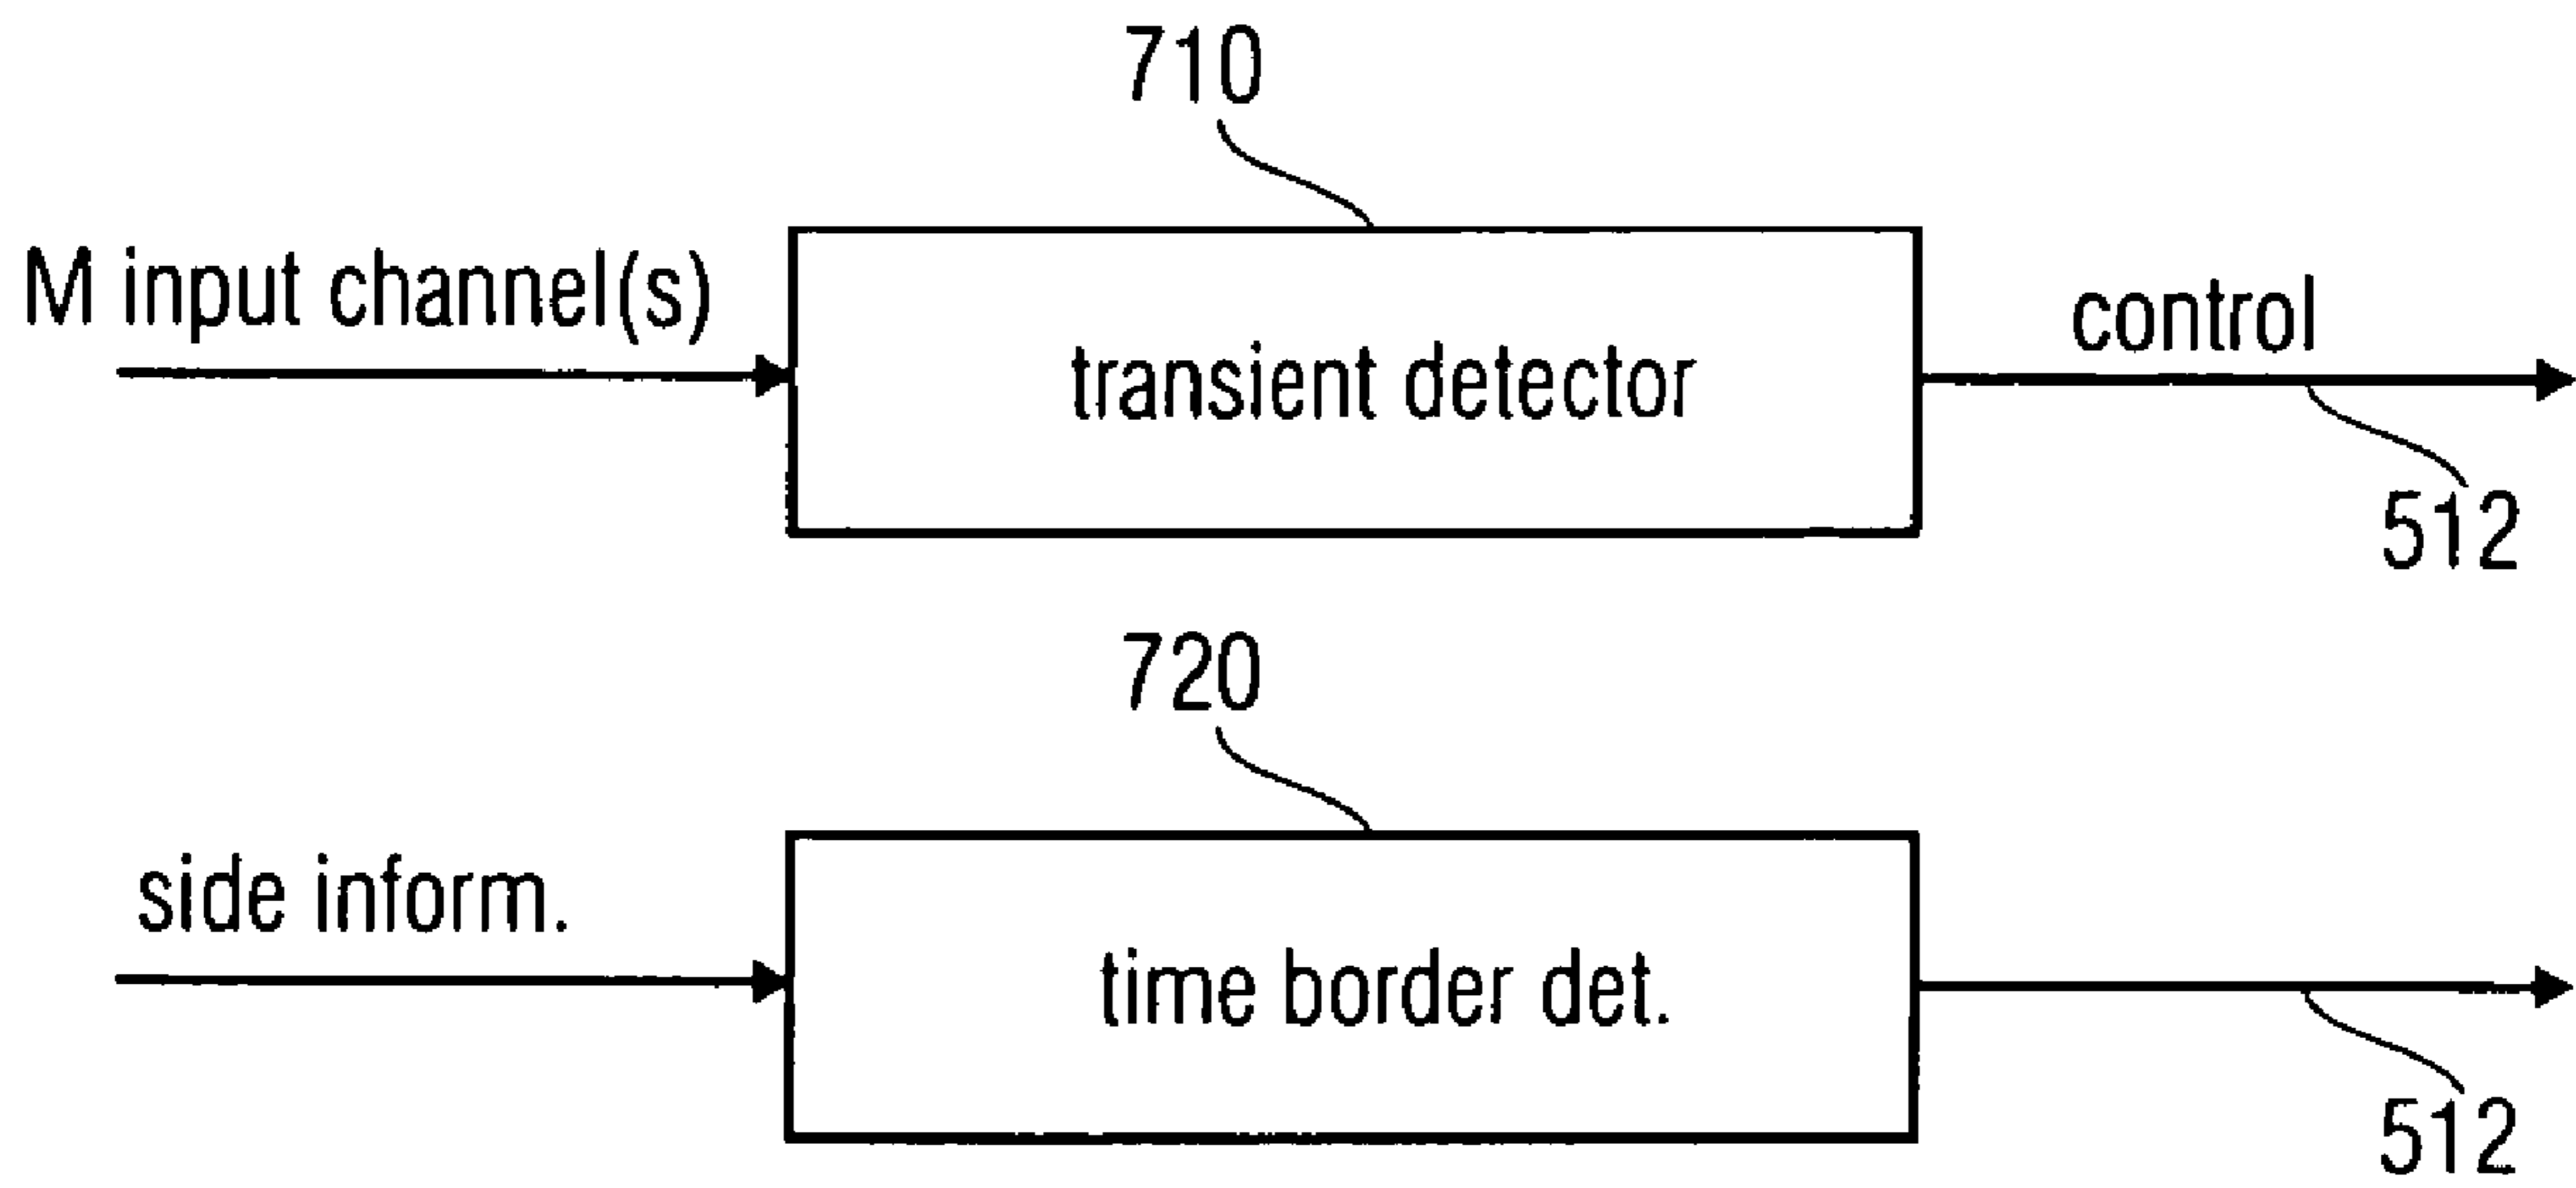 710
M input channel(s)
transient detector
control
512
720
side inform.
time border det.
512